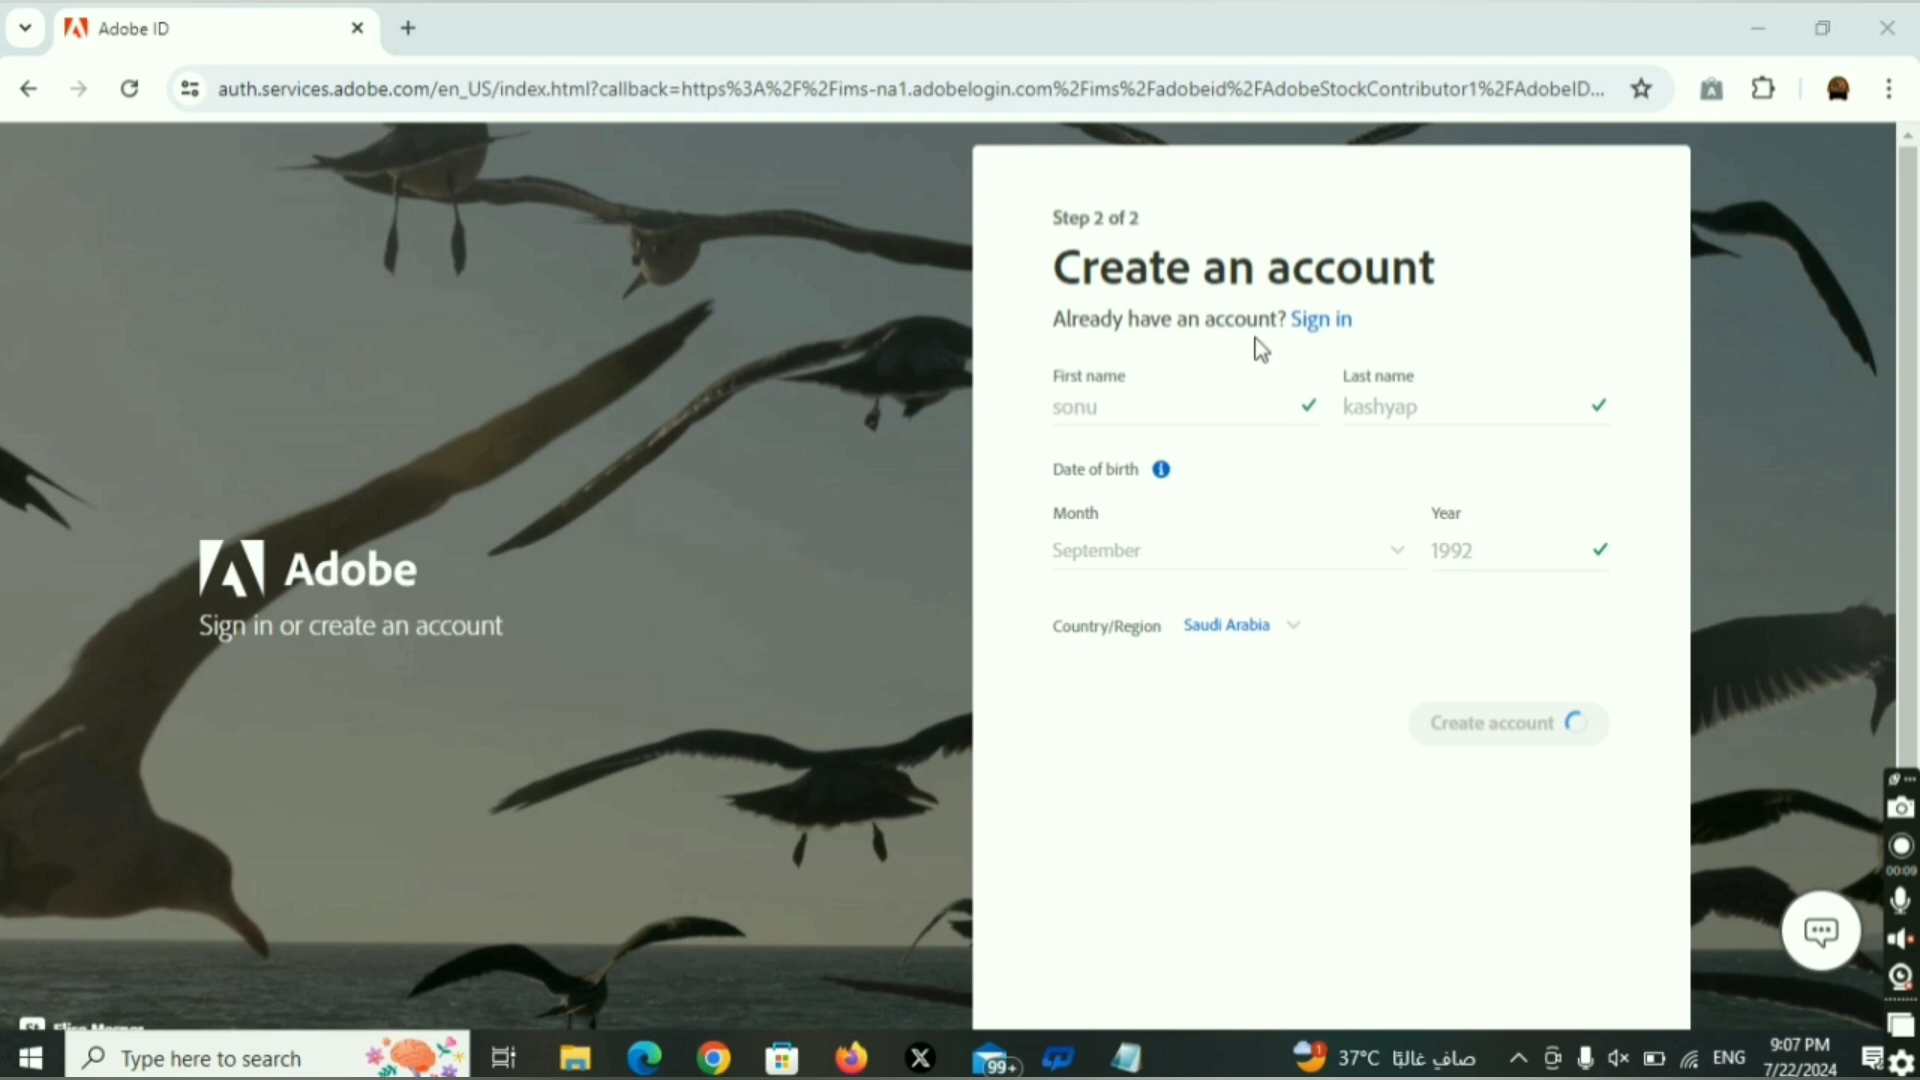 Adobe ID
auth.services.adobe.com/en_US/index.html?callback=https%3A%2F%2Fims-na1.adobelogin.com%2Fims%2Fadobeid%2FAdobeStockContributor1%2FAdobeID...
Step 2 of 2
Create an account
Already have an account? Sign in
First name
Last name
sonu
kashyap
Date of birth
Month
Year
September
1992
Country/Region Saudi Arabia
Create account
Adobe
Sign in or create an account
00:09
Type here to search
99+
1
37°C صافٍ غالبًا
ENG
9:07 PM
7/22/2024